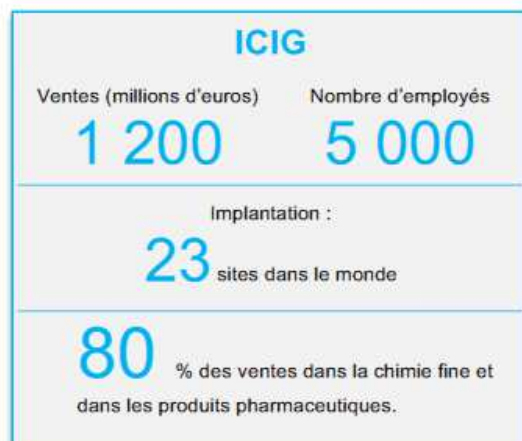 ICIG
Ventes (millions d'euros) Nombre d'employés
1 200 5 000
Implantation :
23 sites dans le monde
80 % des ventes dans la chimie fine et
dans les produits pharmaceutiques.